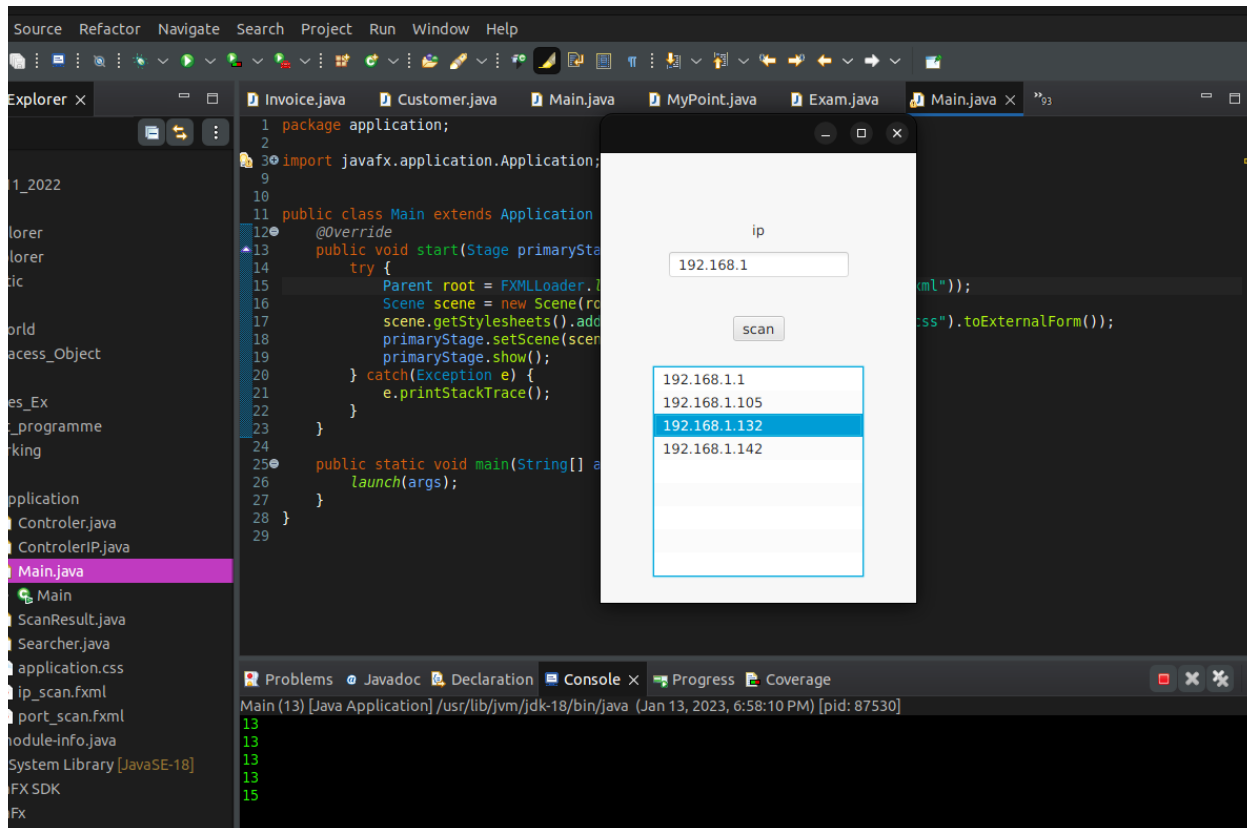 Source Refactor Navigate Search Project Run Window Help
Explorer
Invoice.java Customer.java Main.java MyPoint.java Exam.java Main.java »93
11_2022
lorer
lorer
tic
orld
acess_Object
es_Ex
_programme
rking
pplication
Controler.java
ControlerIP.java
Main.java
Main
ScanResult.java
Searcher.java
application.css
ip_scan.fxml
port_scan.fxml
module-info.java
System Library [JavaSE-18]
FX SDK
Fx
1 package application;
2
3 import javafx.application.Application;
9
10
11 public class Main extends Application
12 @Override
13 public void start(Stage primarySta
14 try {
15 Parent root = FXMLLoader. xml"));
16 Scene scene = new Scene(ro
17 scene.getStylesheets().add css").toExternalForm());
18 primaryStage.setScene(scen
19 primaryStage.show();
20 } catch(Exception e) {
21 e.printStackTrace();
22 }
23 }
24
25 public static void main(String[] a
26 launch(args);
27 }
28 }
29
ip
192.168.1
scan
192.168.1.1
192.168.1.105
192.168.1.132
192.168.1.142
Problems Javadoc Declaration Console Progress Coverage
Main (13) [Java Application] /usr/lib/jvm/jdk-18/bin/java (Jan 13, 2023, 6:58:10 PM) [pid: 87530]
13
13
13
13
15